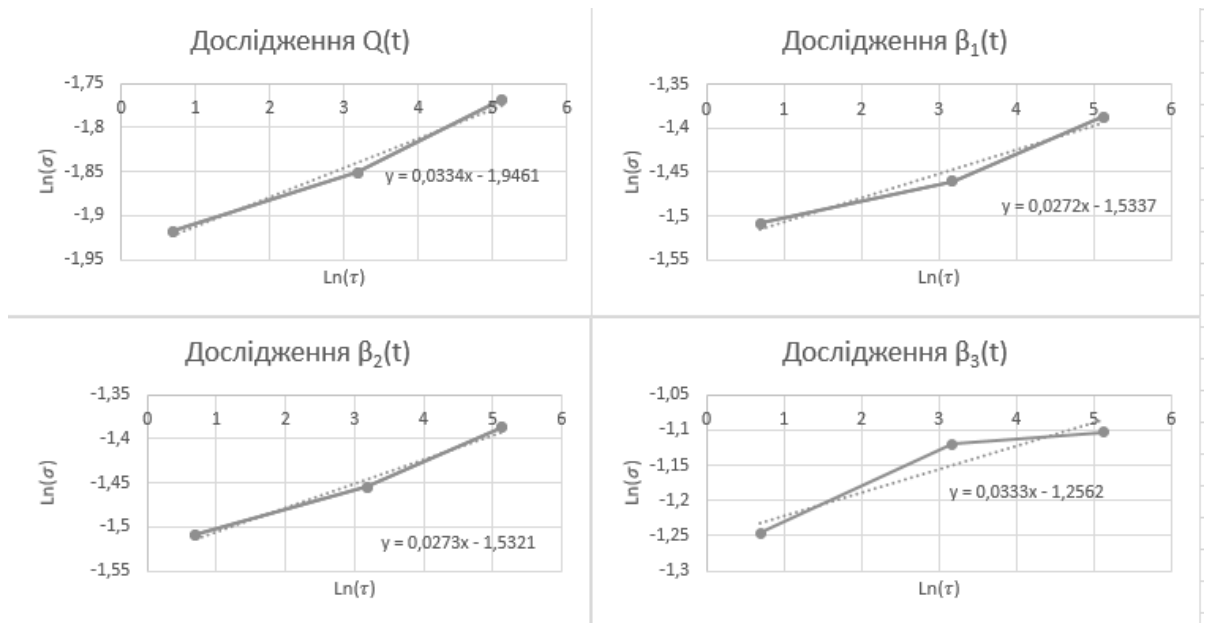 Дослідження Q(t)
-1,75
0 1 2 3 4 5 6
-1,8
-1,85
-1,9
-1,95
Ln(σ)
y = 0,0334x - 1,9461
Ln(τ)
Дослідження β₁(t)
-1,35
0 1 2 3 4 5 6
-1,4
-1,45
-1,5
-1,55
Ln(σ)
y = 0,0272x - 1,5337
Ln(τ)
Дослідження β₂(t)
-1,35
0 1 2 3 4 5 6
-1,4
-1,45
-1,5
-1,55
Ln(σ)
y = 0,0273x - 1,5321
Ln(τ)
Дослідження β₃(t)
-1,05
0 1 2 3 4 5 6
-1,1
-1,15
-1,2
-1,25
-1,3
Ln(σ)
y = 0,0333x - 1,2562
Ln(τ)